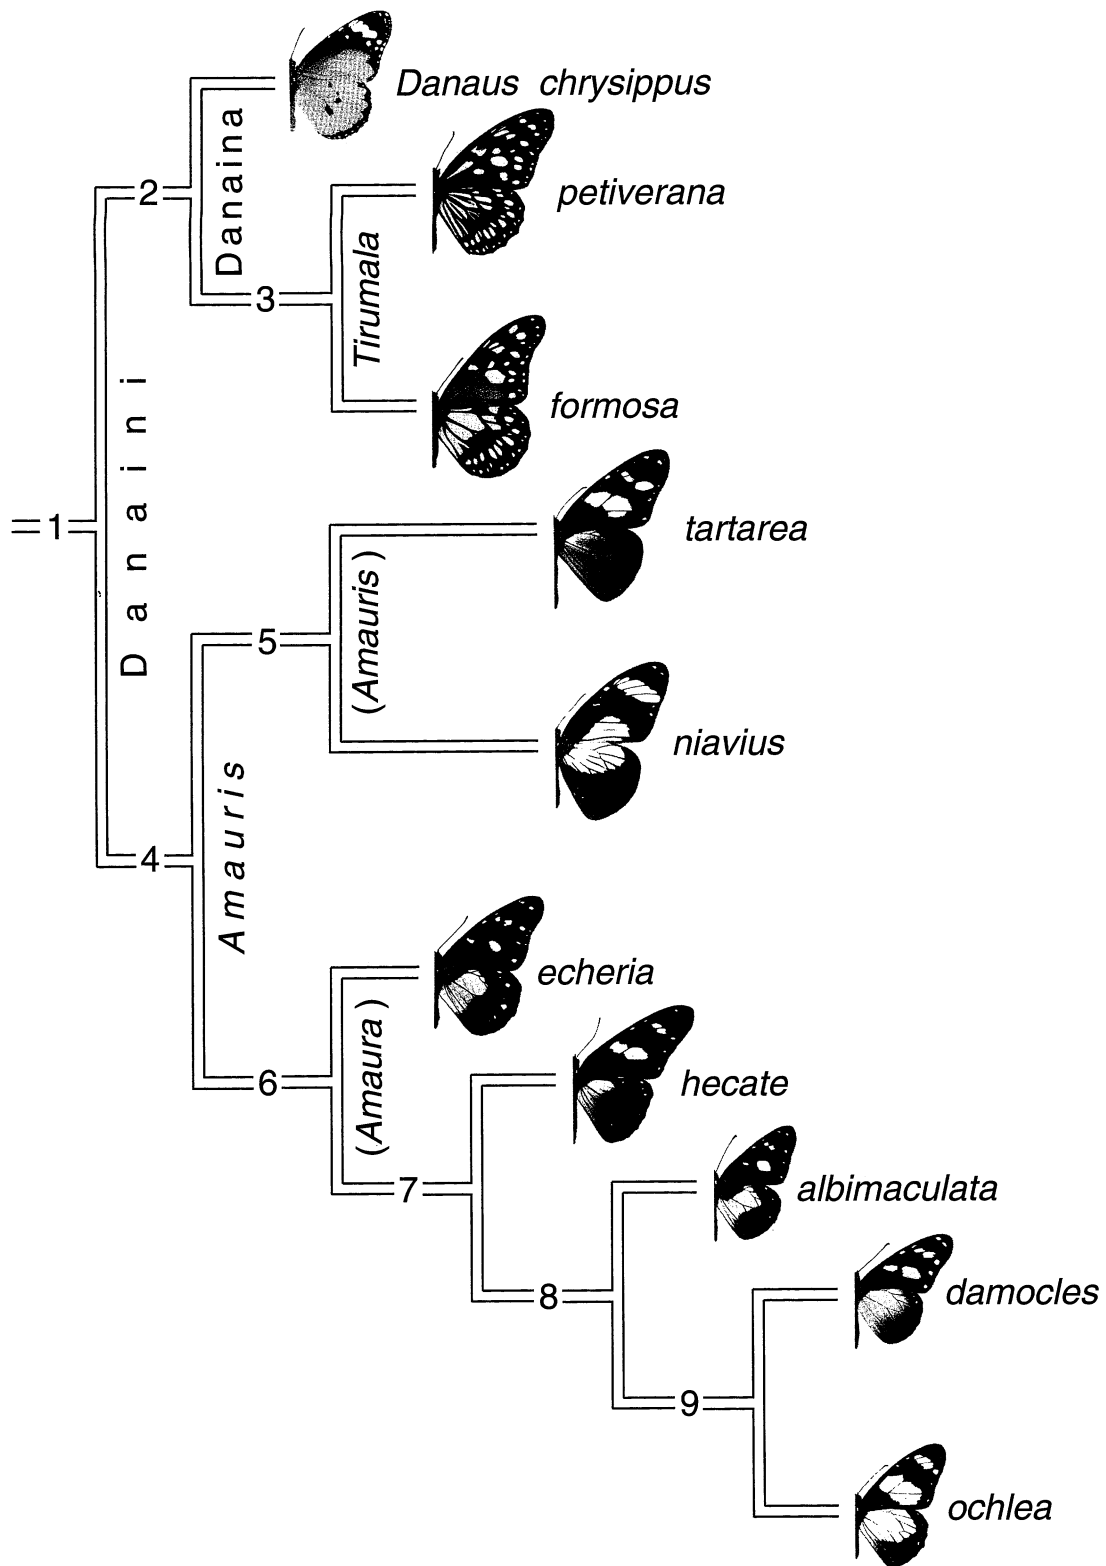 Danaus chrysippus
Danaina
petiverana
2
3
Tirumala
formosa
Danaini
tartarea
1
(Amauris)
5
niavius
Amauris
4
echeria
(Amaura)
6
hecate
7
albimaculata
8
damocles
9
ochlea